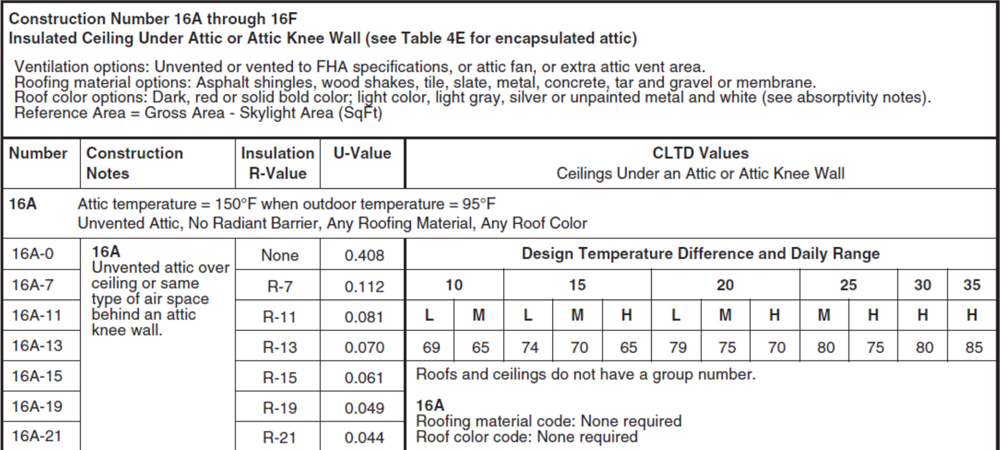 Construction Number 16A through 16F
Insulated Ceiling Under Attic or Attic Knee Wall (see Table 4E for encapsulated attic)
Ventilation options: Unvented or vented to FHA specifications, or attic fan, or extra attic vent area.
Roofing material options: Asphalt shingles, wood shakes, tile, slate, metal, concrete, tar and gravel or membrane.
Roof color options: Dark, red or solid bold color; light color, light gray, silver or unpainted metal and white (see absorptivity notes).
Reference Area = Gross Area - Skylight Area (SqFt)
Number Construction Notes Insulation R-Value U-Value CLTD Values
Ceilings Under an Attic or Attic Knee Wall
16A Attic temperature = 150°F when outdoor temperature = 95°F
Unvented Attic, No Radiant Barrier, Any Roofing Material, Any Roof Color
16A
Unvented attic over
ceiling or same
type of air space
behind an attic
knee wall.
16A-0 None 0.408
16A-7 R-7 0.112
16A-11 R-11 0.081
16A-13 R-13 0.070
16A-15 R-15 0.061
16A-19 R-19 0.049
16A-21 R-21 0.044
Design Temperature Difference and Daily Range
10 15 20 25 30 35
L M L M H L M H M H H H
69 65 74 70 65 79 75 70 80 75 80 85
Roofs and ceilings do not have a group number.
16A
Roofing material code: None required
Roof color code: None required